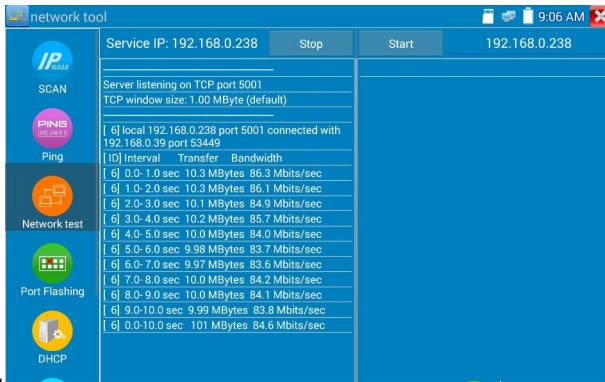 network tool
9:06 AM
Service IP: 192.168.0.238
Stop
Start
192.168.0.238
IP
SCAN
PING
Ping
Network test
Port Flashing
DHCP
Server listening on TCP port 5001
TCP window size: 1.00 MByte (default)
[ 6] local 192.168.0.238 port 5001 connected with
192.168.0.39 port 53449
[ ID] Interval Transfer Bandwidth
[ 6] 0.0- 1.0 sec 10.3 MBytes 86.3 Mbits/sec
[ 6] 1.0- 2.0 sec 10.3 MBytes 86.1 Mbits/sec
[ 6] 2.0- 3.0 sec 10.1 MBytes 84.9 Mbits/sec
[ 6] 3.0- 4.0 sec 10.2 MBytes 85.7 Mbits/sec
[ 6] 4.0- 5.0 sec 10.0 MBytes 84.0 Mbits/sec
[ 6] 5.0- 6.0 sec 9.98 MBytes 83.7 Mbits/sec
[ 6] 6.0- 7.0 sec 9.97 MBytes 83.6 Mbits/sec
[ 6] 7.0- 8.0 sec 10.0 MBytes 84.2 Mbits/sec
[ 6] 8.0- 9.0 sec 10.0 MBytes 84.1 Mbits/sec
[ 6] 9.0-10.0 sec 9.99 MBytes 83.8 Mbits/sec
[ 6] 0.0-10.0 sec 101 MBytes 84.6 Mbits/sec